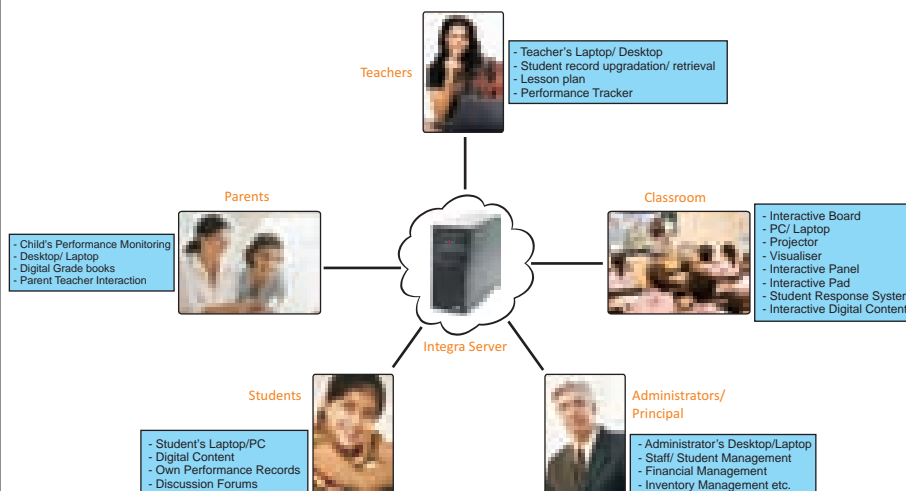 Teachers
- Teacher's Laptop/ Desktop
- Student record upgradation/ retrieval
- Lesson plan
- Performance Tracker
Parents
- Child's Performance Monitoring
- Desktop/ Laptop
- Digital Grade books
- Parent Teacher Interaction
Classroom
- Interactive Board
- PC/ Laptop
- Projector
- Visualiser
- Interactive Panel
- Interactive Pad
- Student Response System
- Interactive Digital Content
Integra Server
Students
- Student's Laptop/PC
- Digital Content
- Own Performance Records
- Discussion Forums
Administrators/
Principal
- Administrator's Desktop/Laptop
- Staff/ Student Management
- Financial Management
- Inventory Management etc.